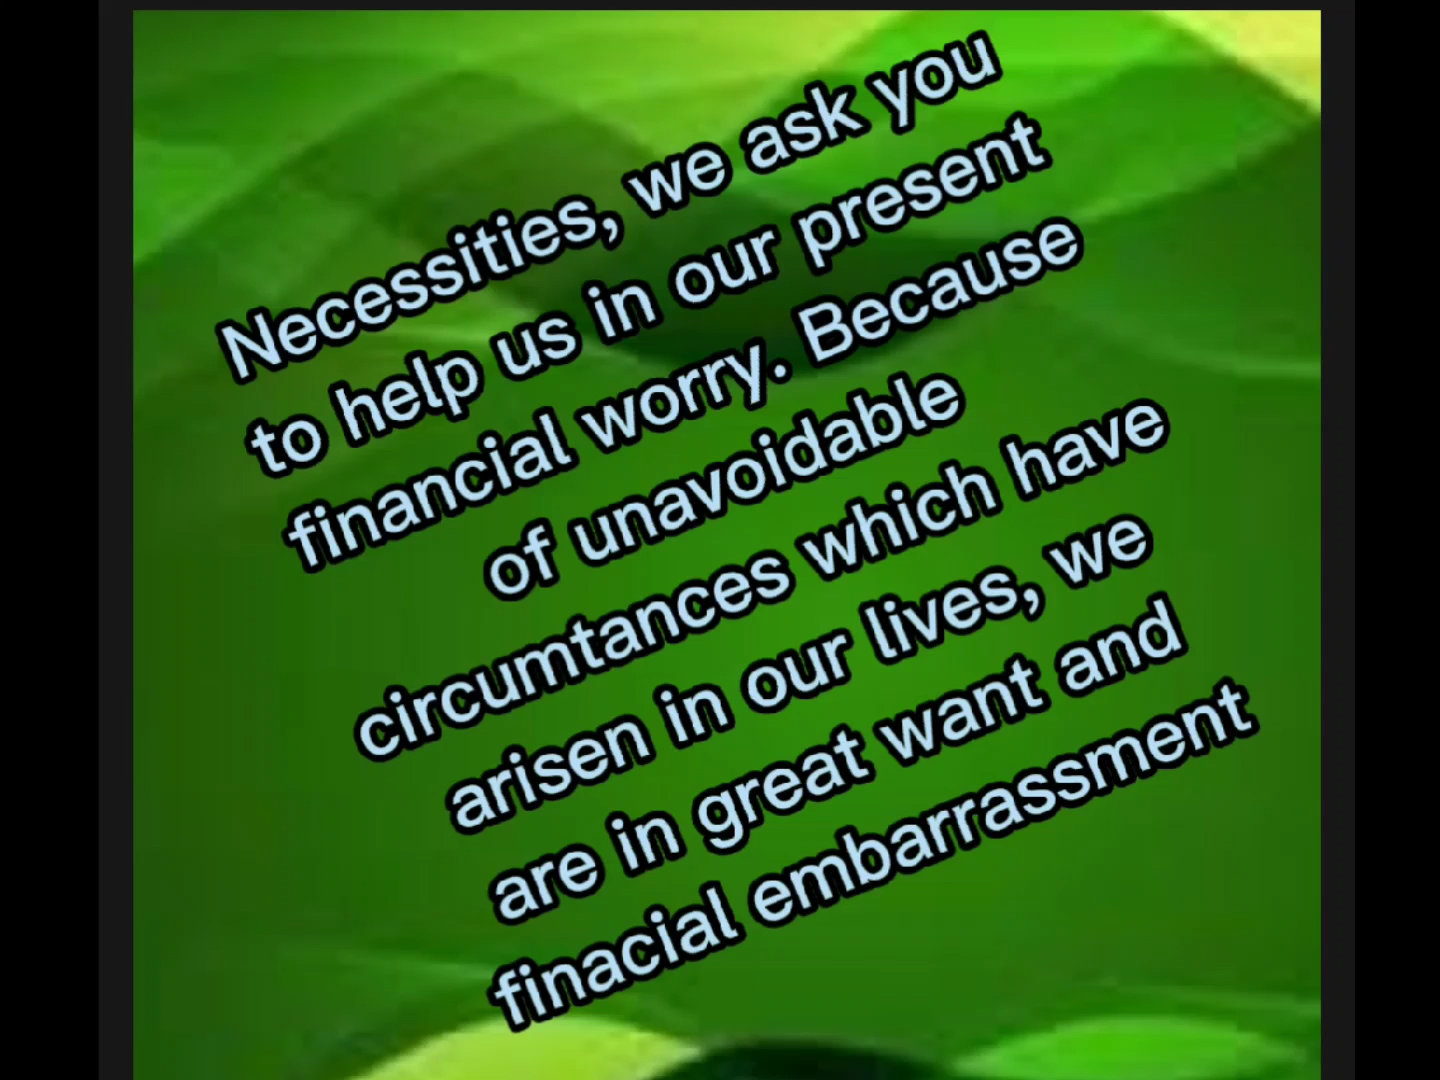 Necessities, we ask you
to help us in our present
financial worry. Because
of unavoidable
circumtances which have
arisen in our lives, we
are in great want and
finacial embarrassment